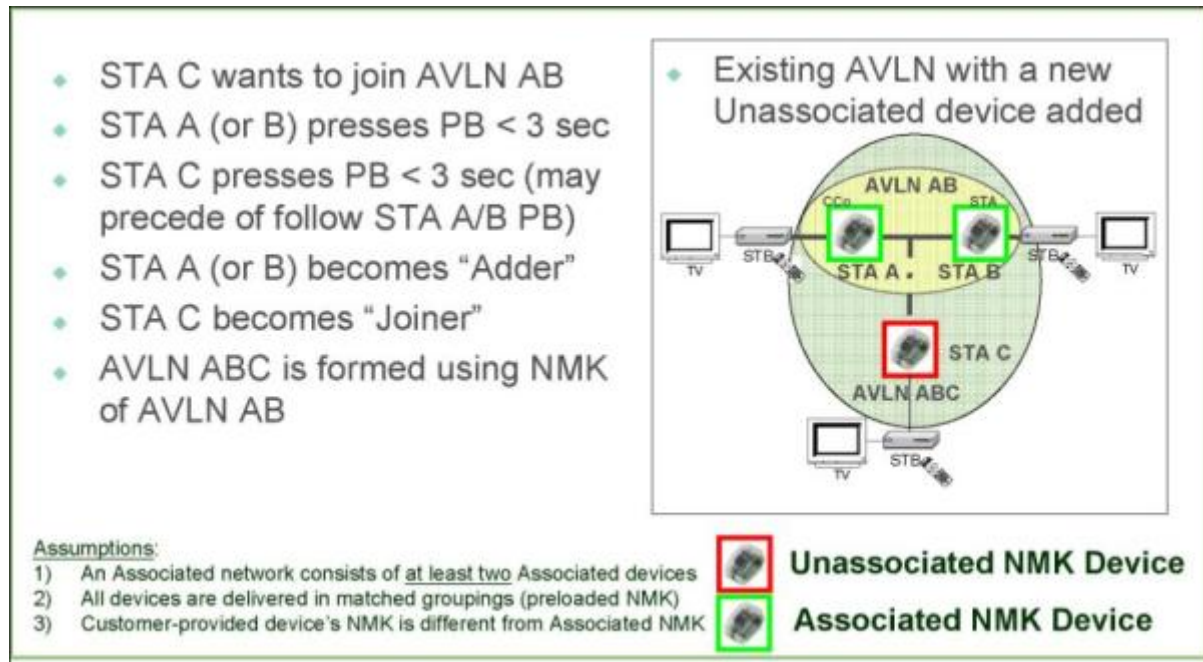 STA C wants to join AVLN AB
STA A (or B) presses PB < 3 sec
STA C presses PB < 3 sec (may
precede of follow STA A/B PB)
STA A (or B) becomes “Adder”
STA C becomes “Joiner”
AVLN ABC is formed using NMK
of AVLN AB
Existing AVLN with a new
Unassociated device added
AVLN AB
CCo
STA
TV
STB
STA A
STA B
STB
TV
STA C
AVLN ABC
TV
STB
Assumptions:
1) An Associated network consists of at least two Associated devices
2) All devices are delivered in matched groupings (preloaded NMK)
3) Customer-provided device's NMK is different from Associated NMK
Unassociated NMK Device
Associated NMK Device